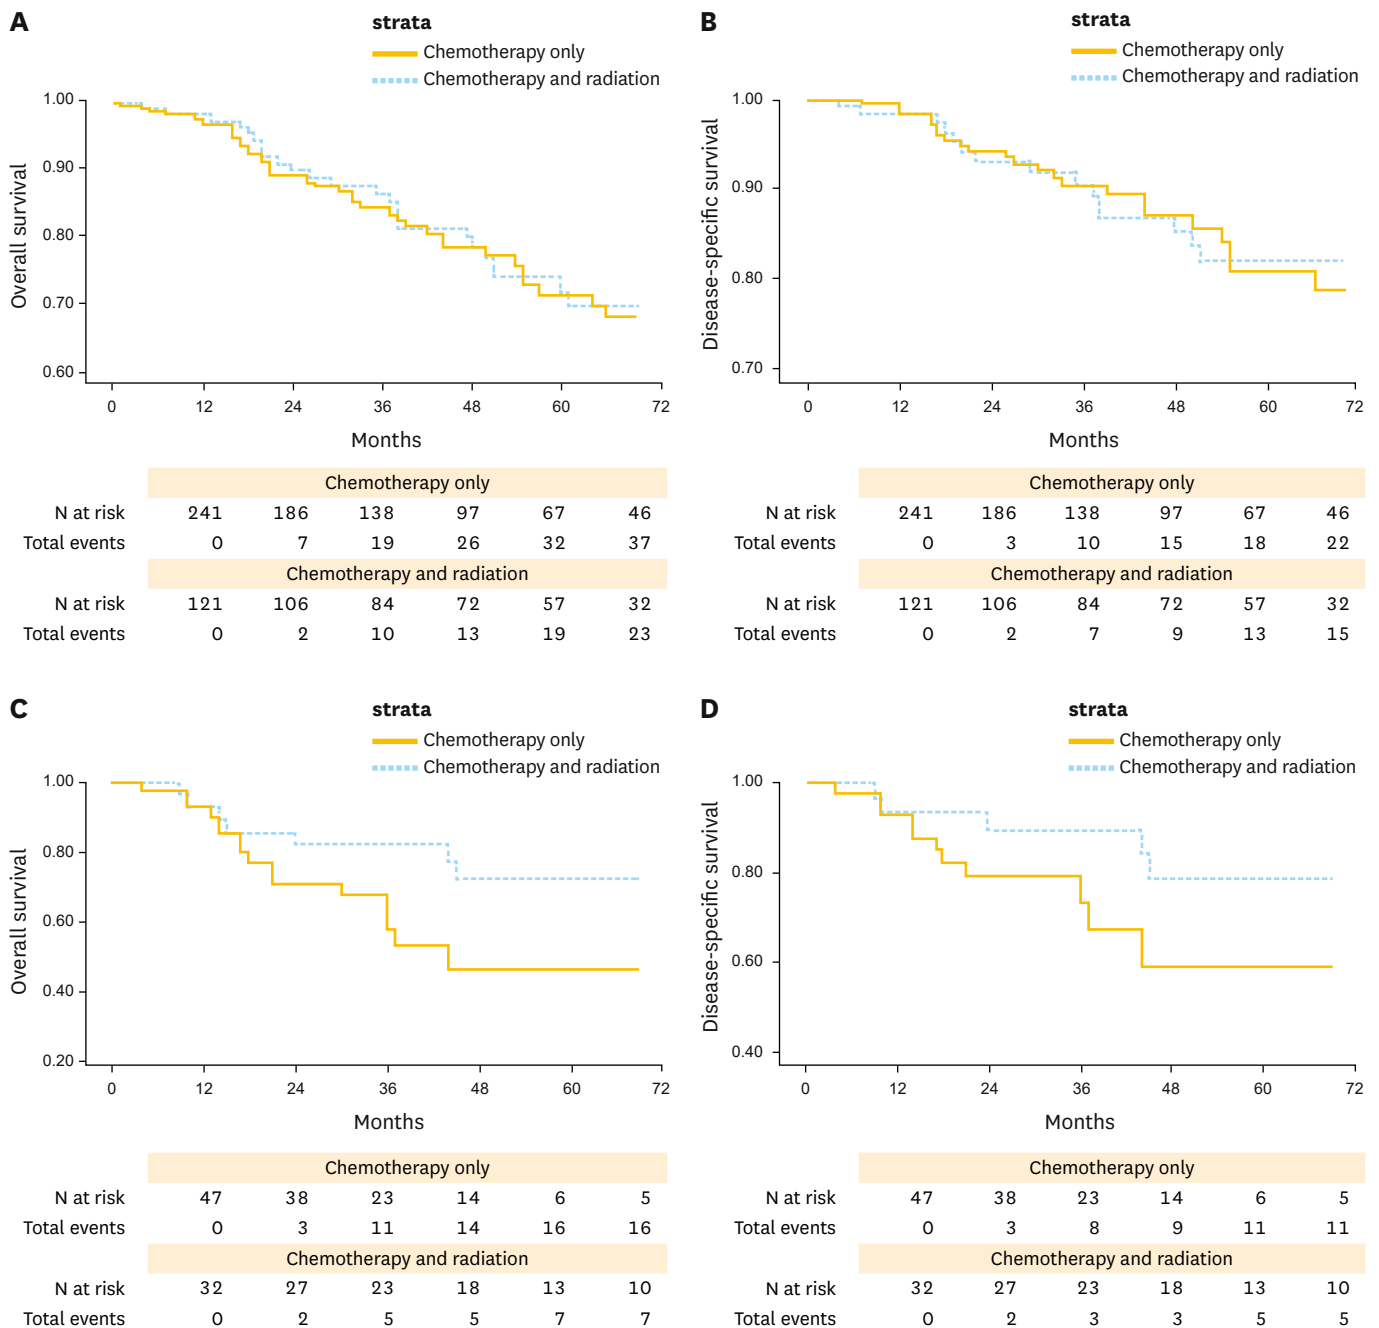 A
strata
Chemotherapy only
Chemotherapy and radiation
Overall survival
1.00
0.90
0.80
0.70
0.60
0 12 24 36 48 60 72
Months
Chemotherapy only
N at risk 241 186 138 97 67 46
Total events 0 7 19 26 32 37
Chemotherapy and radiation
N at risk 121 106 84 72 57 32
Total events 0 2 10 13 19 23
B
strata
Chemotherapy only
Chemotherapy and radiation
Disease-specific survival
1.00
0.90
0.80
0.70
0 12 24 36 48 60 72
Months
Chemotherapy only
N at risk 241 186 138 97 67 46
Total events 0 3 10 15 18 22
Chemotherapy and radiation
N at risk 121 106 84 72 57 32
Total events 0 2 7 9 13 15
C
strata
Chemotherapy only
Chemotherapy and radiation
Overall survival
1.00
0.80
0.60
0.40
0.20
0 12 24 36 48 60 72
Months
Chemotherapy only
N at risk 47 38 23 14 6 5
Total events 0 3 11 14 16 16
Chemotherapy and radiation
N at risk 32 27 23 18 13 10
Total events 0 2 5 5 7 7
D
strata
Chemotherapy only
Chemotherapy and radiation
Disease-specific survival
1.00
0.80
0.60
0.40
0 12 24 36 48 60 72
Months
Chemotherapy only
N at risk 47 38 23 14 6 5
Total events 0 3 8 9 11 11
Chemotherapy and radiation
N at risk 32 27 23 18 13 10
Total events 0 2 3 3 5 5